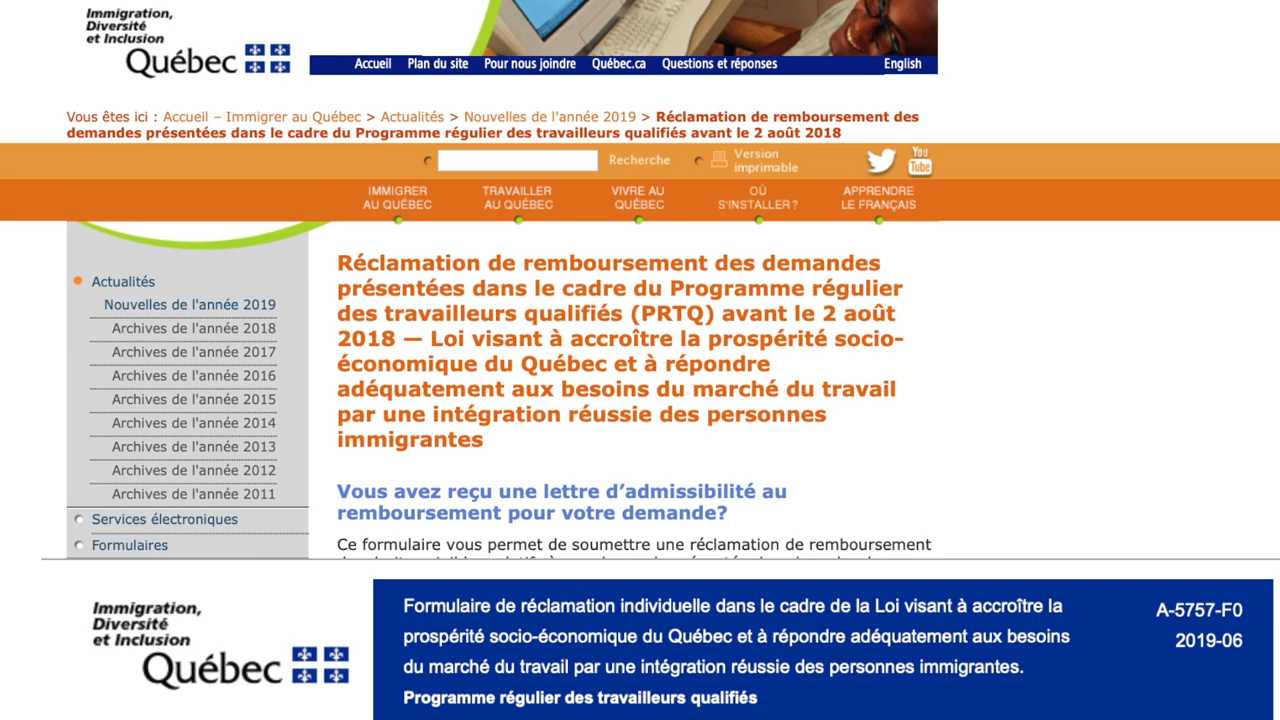 Immigration,
Diversité
et Inclusion
Québec
Accueil Plan du site Pour nous joindre Québec.ca Questions et réponses English
Vous êtes ici : Accueil – Immigrer au Québec > Actualités > Nouvelles de l'année 2019 > Réclamation de remboursement des
demandes présentées dans le cadre du Programme régulier des travailleurs qualifiés avant le 2 août 2018
Recherche
Version
imprimable
You
Tube
IMMIGRER
AU QUÉBEC
TRAVAILLER
AU QUÉBEC
VIVRE AU
QUÉBEC
OÙ
S'INSTALLER?
APPRENDRE
LE FRANÇAIS
Actualités
Nouvelles de l'année 2019
Archives de l'année 2018
Archives de l'année 2017
Archives de l'année 2016
Archives de l'année 2015
Archives de l'année 2014
Archives de l'année 2013
Archives de l'année 2012
Archives de l'année 2011
Services électroniques
Formulaires
Réclamation de remboursement des demandes
présentées dans le cadre du Programme régulier
des travailleurs qualifiés (PRTQ) avant le 2 août
2018 — Loi visant à accroître la prospérité socio-
économique du Québec et à répondre
adéquatement aux besoins du marché du travail
par une intégration réussie des personnes
immigrantes
Vous avez reçu une lettre d’admissibilité au
remboursement pour votre demande?
Ce formulaire vous permet de soumettre une réclamation de remboursement
Immigration,
Diversité
et Inclusion
Québec
Formulaire de réclamation individuelle dans le cadre de la Loi visant à accroître la
prospérité socio-économique du Québec et à répondre adéquatement aux besoins
du marché du travail par une intégration réussie des personnes immigrantes.
Programme régulier des travailleurs qualifiés
A-5757-F0
2019-06